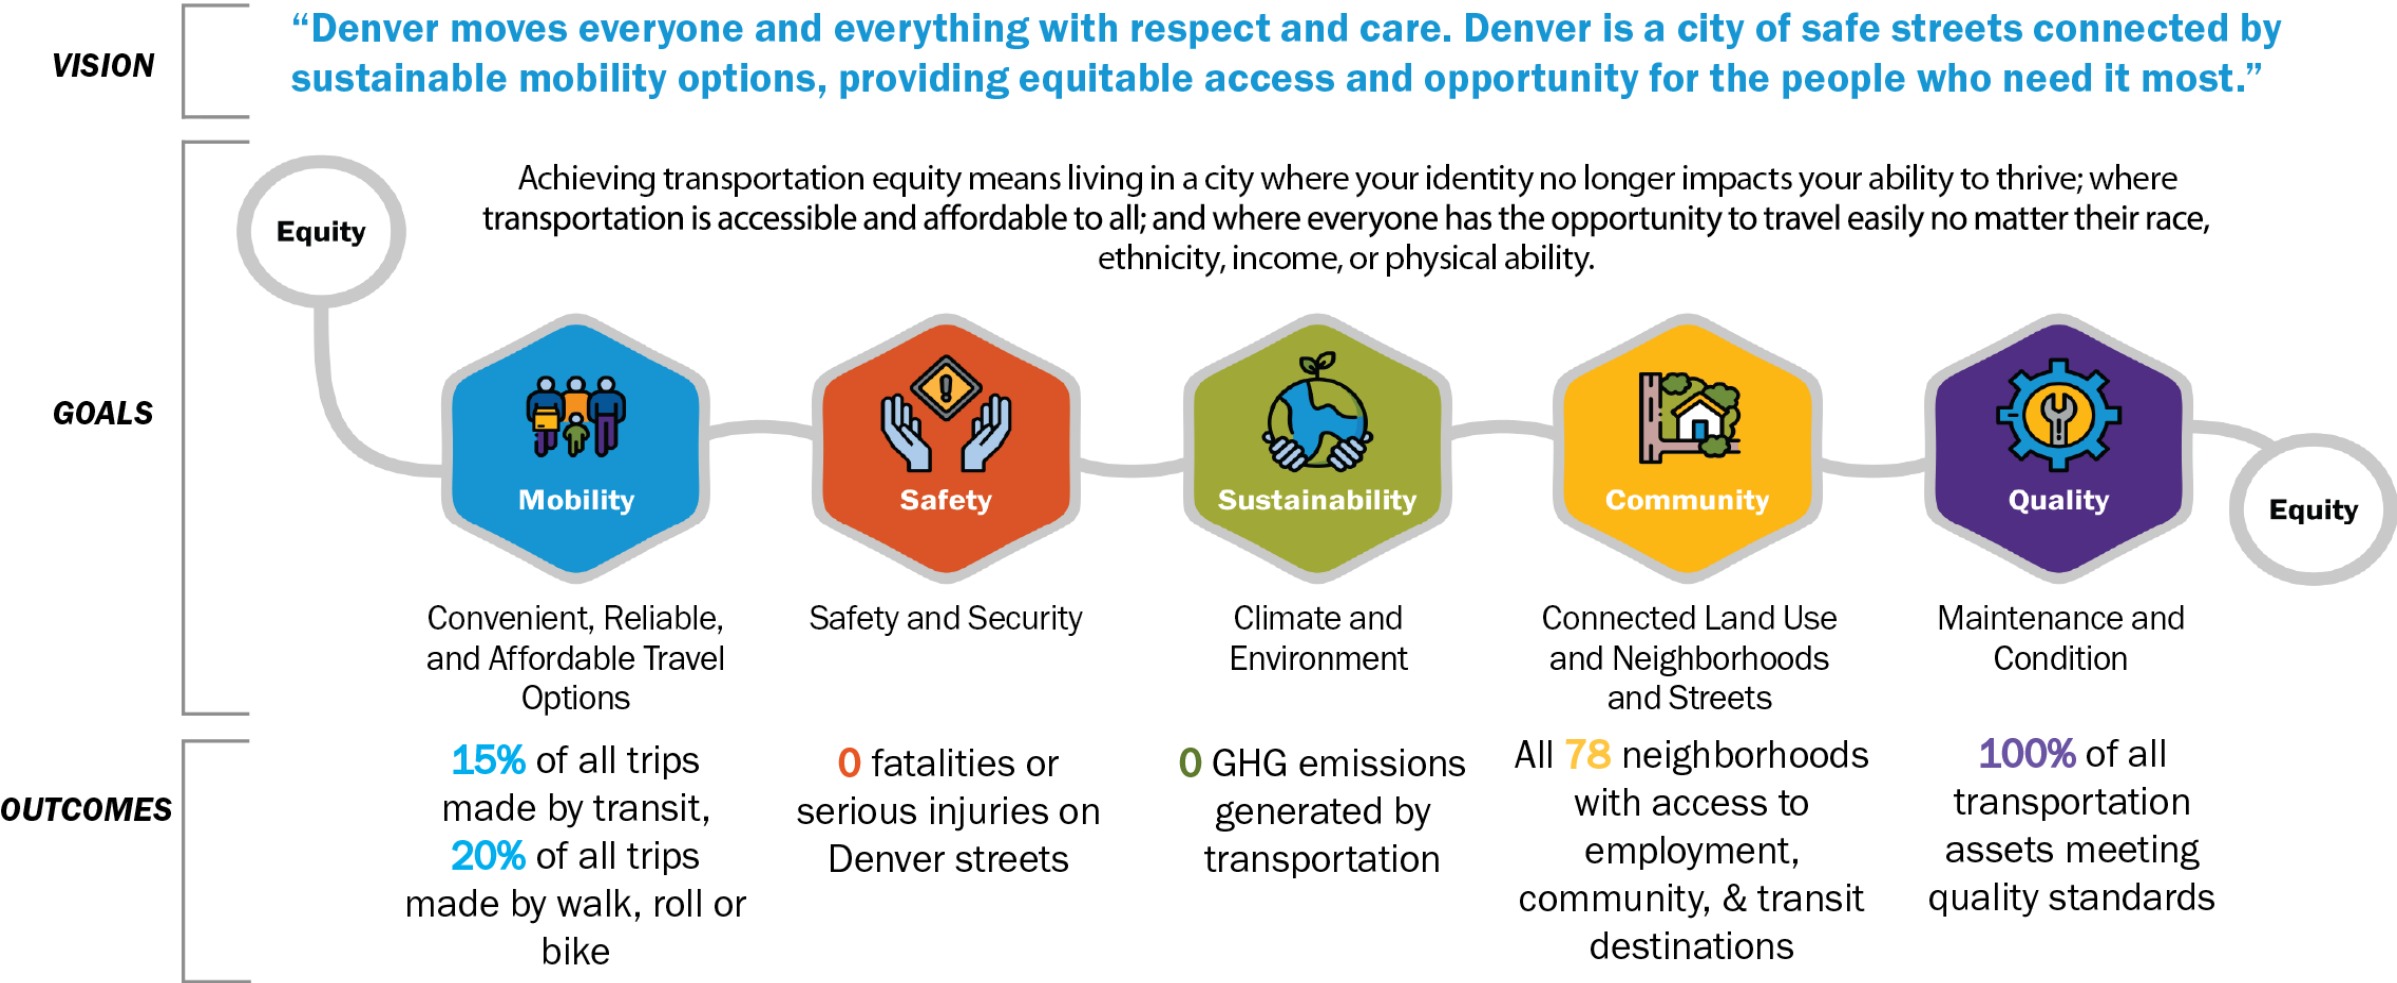 VISION
“Denver moves everyone and everything with respect and care. Denver is a city of safe streets connected by
sustainable mobility options, providing equitable access and opportunity for the people who need it most.”
GOALS
Equity
Achieving transportation equity means living in a city where your identity no longer impacts your ability to thrive; where
transportation is accessible and affordable to all; and where everyone has the opportunity to travel easily no matter their race,
ethnicity, income, or physical ability.
Mobility
Safety
Sustainability
Community
Quality
Equity
Convenient, Reliable,
and Affordable Travel
Options
Safety and Security
Climate and
Environment
Connected Land Use
and Neighborhoods
and Streets
Maintenance and
Condition
OUTCOMES
15% of all trips
made by transit,
20% of all trips
made by walk, roll or
bike
0 fatalities or
serious injuries on
Denver streets
0 GHG emissions
generated by
transportation
All 78 neighborhoods
with access to
employment,
community, & transit
destinations
100% of all
transportation
assets meeting
quality standards